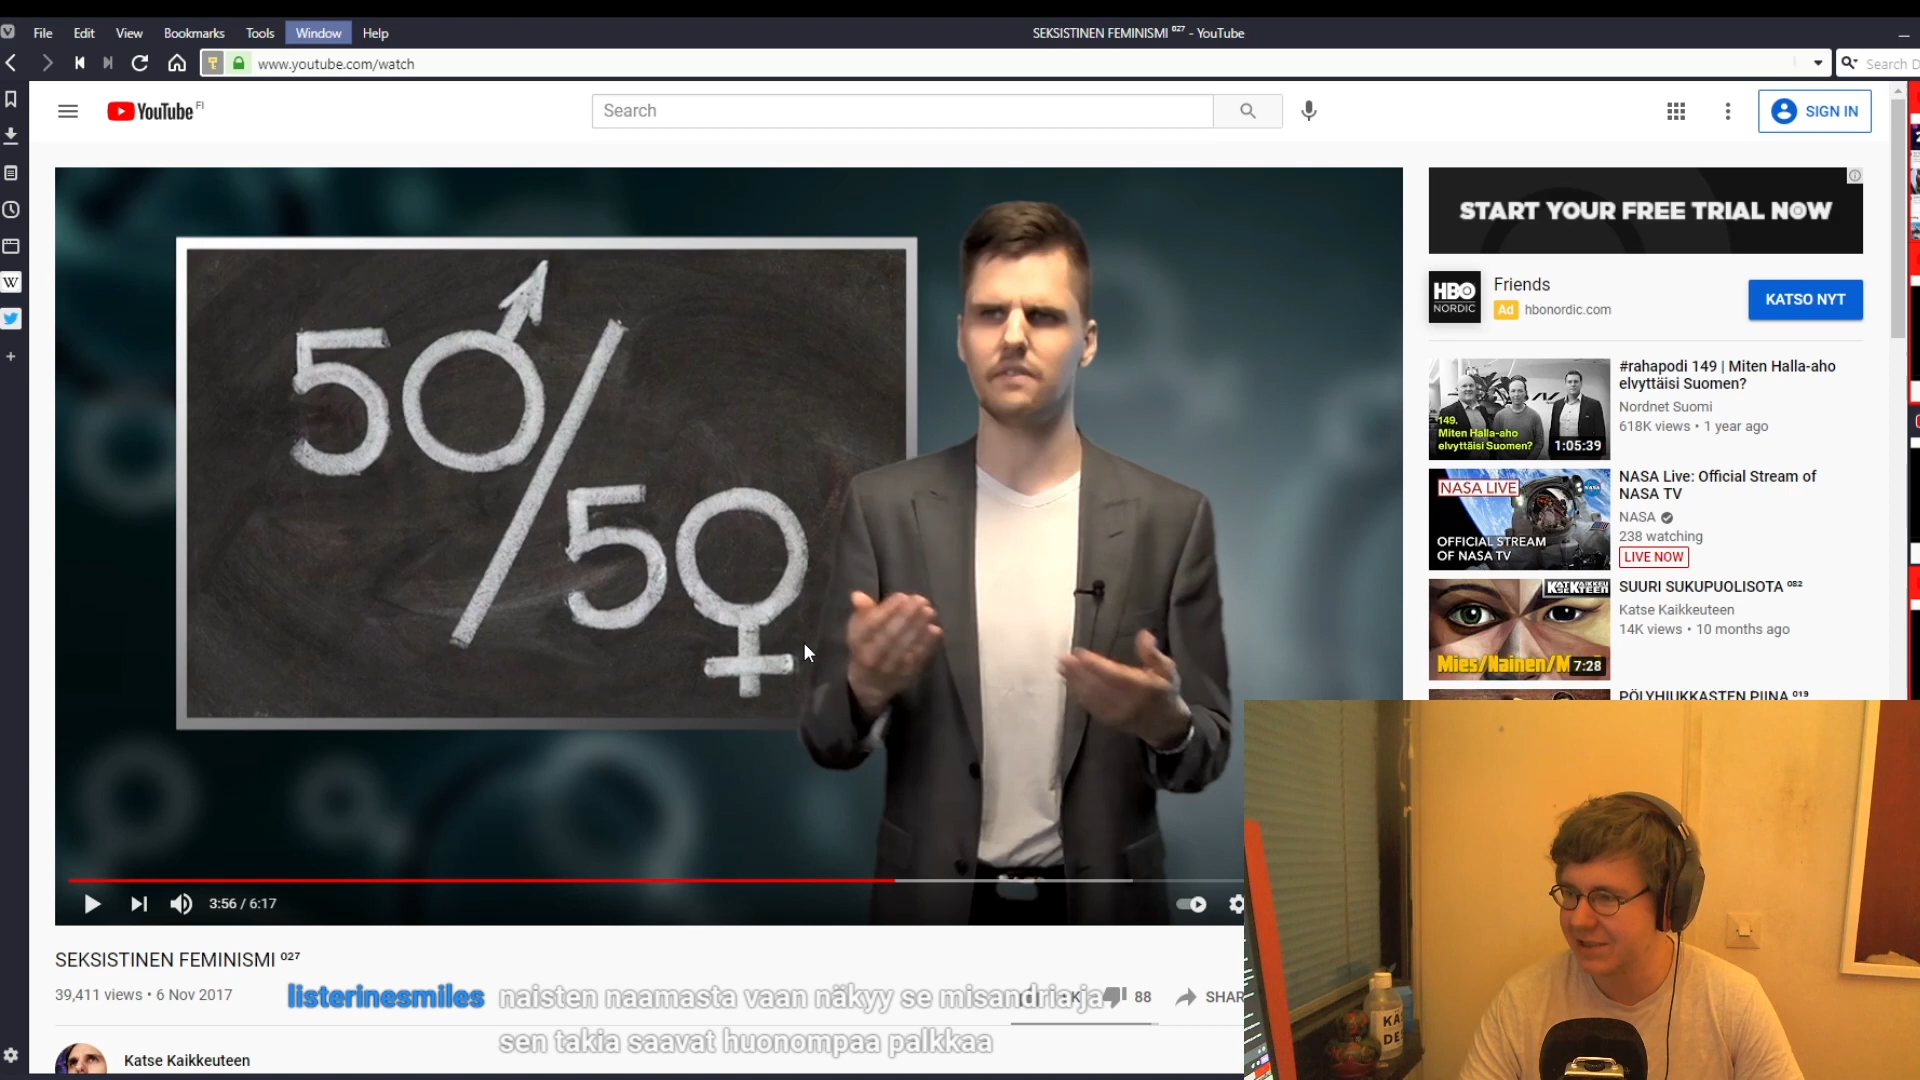 File Edit View Bookmarks Tools Window Help
SEKSISTINEN FEMINISMI ⁰²⁷ - YouTube
www.youtube.com/watch
Search D
YouTube FI
Search
SIGN IN
50/50
START YOUR FREE TRIAL NOW
HBO NORDIC
Friends
Ad hbonordic.com
KATSO NYT
149.
Miten Halla-aho
elvyttäisi Suomen?
1:05:39
#rahapodi 149 | Miten Halla-aho
elvyttäisi Suomen?
Nordnet Suomi
618K views • 1 year ago
NASA LIVE
OFFICIAL STREAM
OF NASA TV
NASA Live: Official Stream of
NASA TV
NASA
238 watching
LIVE NOW
Mies/Nainen/M
7:28
SUURI SUKUPUOLISOTA ⁰⁸²
Katse Kaikkeuteen
14K views • 10 months ago
PÖLYHIUKKASTEN PIINA ⁰¹⁹
3:56 / 6:17
SEKSISTINEN FEMINISMI ⁰²⁷
39,411 views • 6 Nov 2017
88
SHAR
listerinesmiles naisten naamasta vaan näkyy se misandria ja
sen takia saavat huonompaa palkkaa
Katse Kaikkeuteen